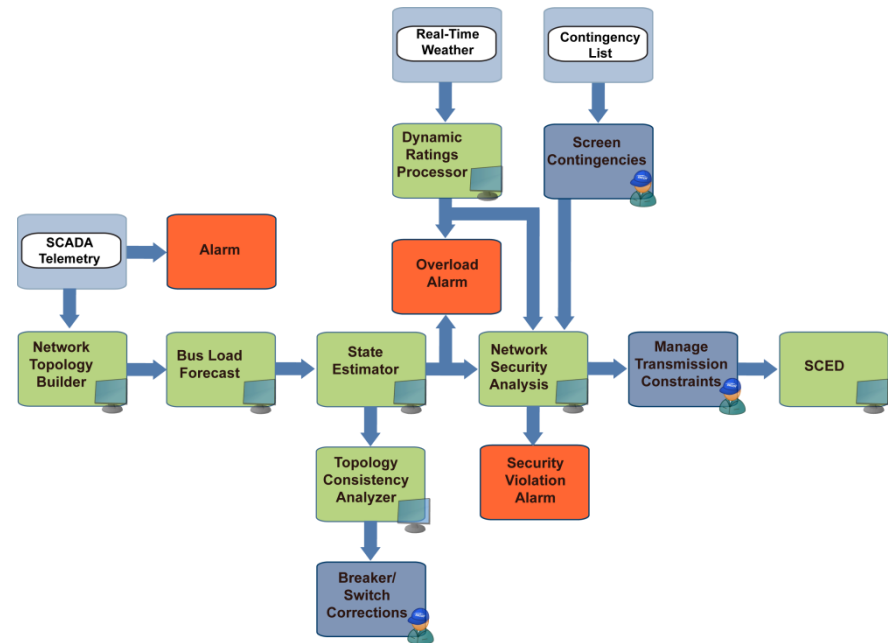 Real-Time
Weather
Contingency
List
Dynamic
Ratings
Processor
Screen
Contingencies
SCADA
Telemetry
Alarm
Overload
Alarm
Network
Topology
Builder
Bus Load
Forecast
State
Estimator
Network
Security
Analysis
Manage
Transmission
Constraints
SCED
Topology
Consistency
Analyzer
Security
Violation
Alarm
Breaker/
Switch
Corrections